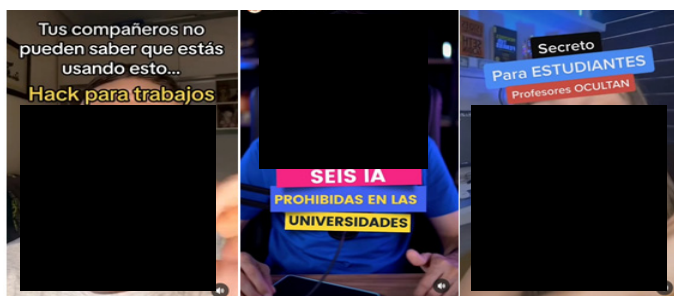 Tus compañeros no
pueden saber que estás
usando esto...
Hack para trabajos
SEIS IA
PROHIBIDAS EN LAS
UNIVERSIDADES
Secreto
Para ESTUDIANTES
Profesores OCULTAN